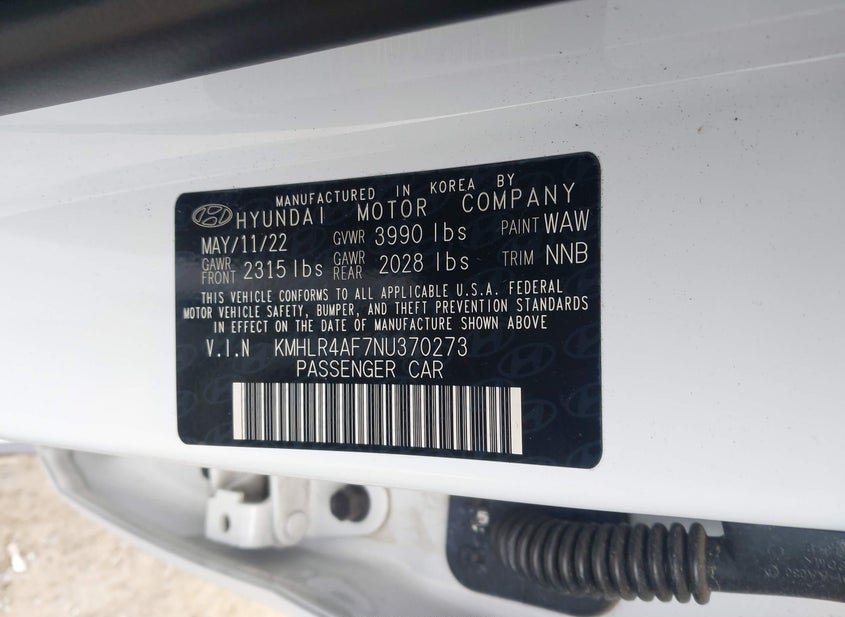 MANUFACTURED IN KOREA BY
HYUNDAI MOTOR COMPANY
MAY/11/22 GVWR 3990 lbs PAINT WAW
GAWR FRONT 2315 lbs GAWR REAR 2028 lbs TRIM NNB
THIS VEHICLE CONFORMS TO ALL APPLICABLE U.S.A. FEDERAL
MOTOR VEHICLE SAFETY, BUMPER, AND THEFT PREVENTION STANDARDS
IN EFFECT ON THE DATE OF MANUFACTURE SHOWN ABOVE
V.I.N KMHLR4AF7NU370273
PASSENGER CAR